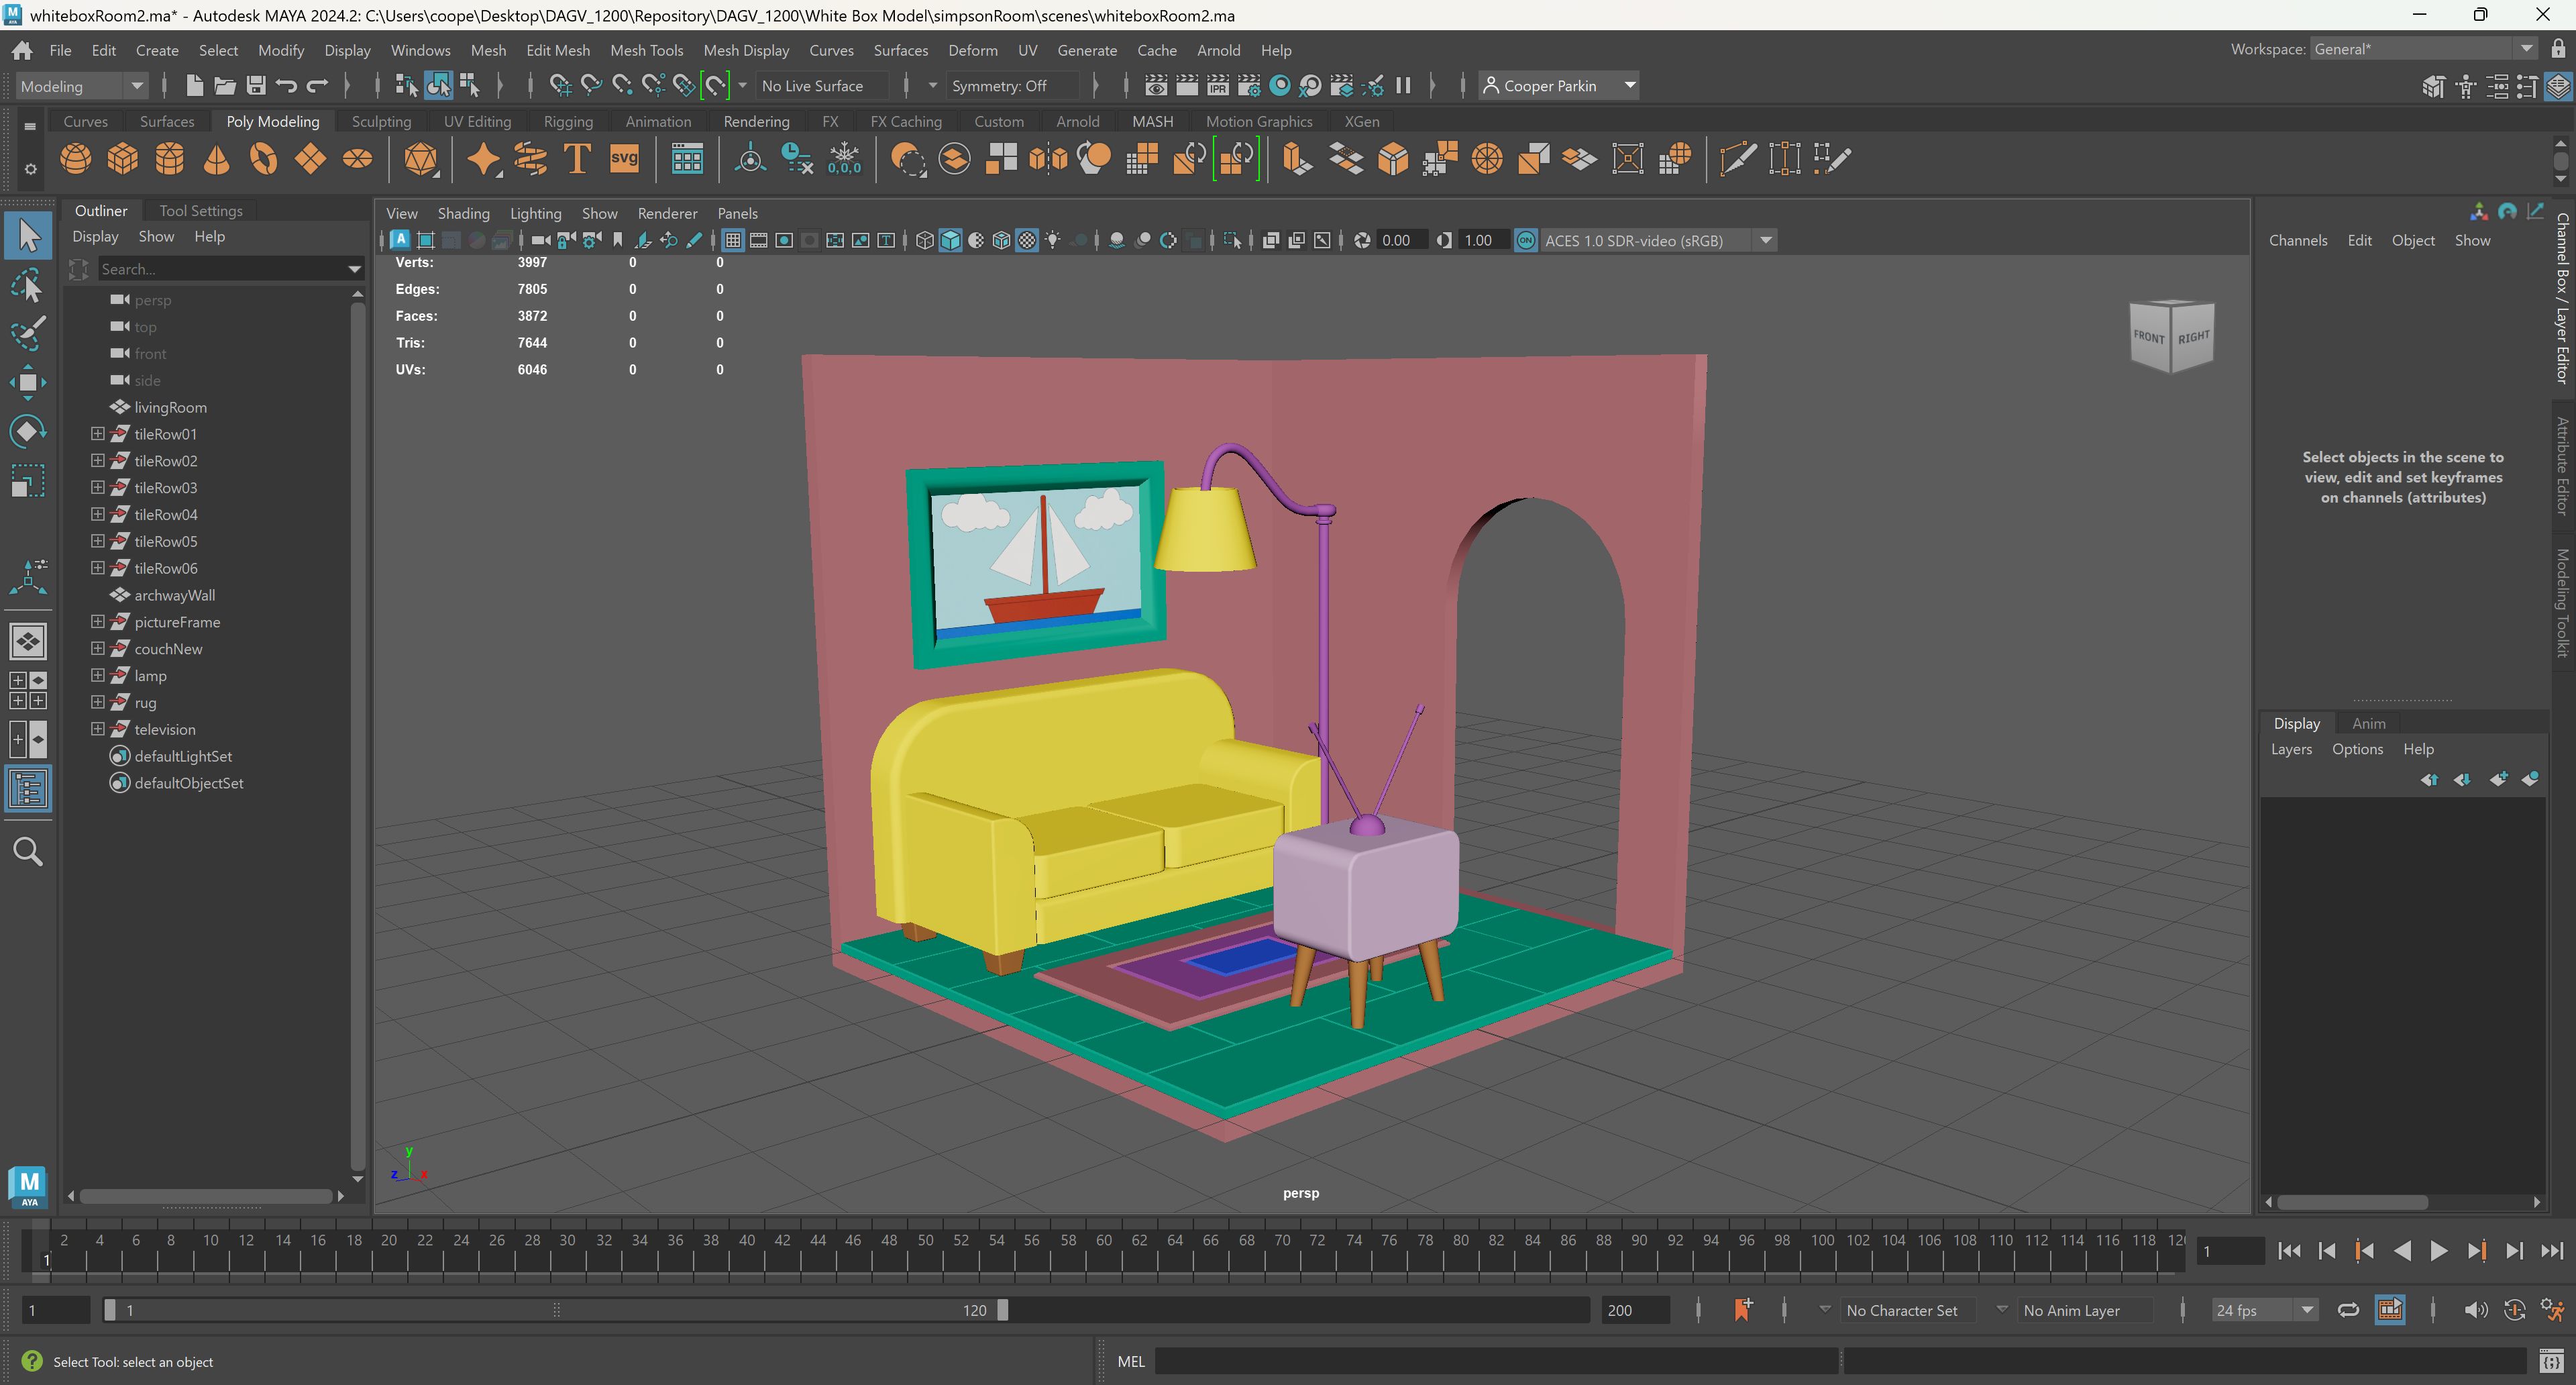 whiteboxRoom2.ma* - Autodesk MAYA 2024.2: C:\Users\coope\Desktop\DAGV_1200\Repository\DAGV_1200\White Box Model\simpsonRoom\scenes\whiteboxRoom2.ma
File Edit Create Select Modify Display Windows Mesh Edit Mesh Mesh Tools Mesh Display Curves Surfaces Deform UV Generate Cache Arnold Help
Workspace: General*
Modeling No Live Surface Symmetry: Off IPR Cooper Parkin
Curves Surfaces Poly Modeling Sculpting UV Editing Rigging Animation Rendering FX FX Caching Custom Arnold MASH Motion Graphics XGen
T svg 0,0,0
Outliner Tool Settings
Display Show Help
Search...
persp
top
front
side
livingRoom
tileRow01
tileRow02
tileRow03
tileRow04
tileRow05
tileRow06
archwayWall
pictureFrame
couchNew
lamp
rug
television
defaultLightSet
defaultObjectSet
M
AYA
View Shading Lighting Show Renderer Panels
0.00 1.00 ON ACES 1.0 SDR-video (sRGB)
Verts: 3997 0 0
Edges: 7805 0 0
Faces: 3872 0 0
Tris: 7644 0 0
UVs: 6046 0 0
FRONT RIGHT
y
z x
persp
Channels Edit Object Show
Select objects in the scene to
view, edit and set keyframes
on channels (attributes)
Channel Box / Layer Editor
Attribute Editor
Modeling Toolkit
Display Anim
Layers Options Help
2 4 6 8 10 12 14 16 18 20 22 24 26 28 30 32 34 36 38 40 42 44 46 48 50 52 54 56 58 60 62 64 66 68 70 72 74 76 78 80 82 84 86 88 90 92 94 96 98 100 102 104 106 108 110 112 114 116 118
1
1
1 1 120 200 No Character Set No Anim Layer 24 fps
Select Tool: select an object MEL